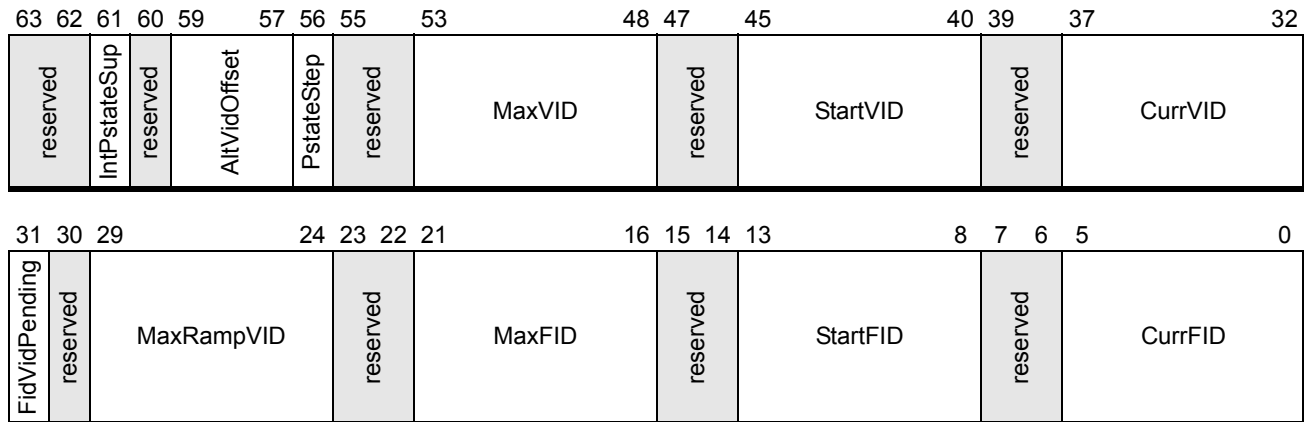 63 62 61 60 59 57 56 55 53 48 47 45 40 39 37 32
reserved IntPstateSup reserved AltVidOffset PstateStep reserved MaxVID reserved StartVID reserved CurrVID
31 30 29 24 23 22 21 16 15 14 13 8 7 6 5 0
FidVidPending reserved MaxRampVID reserved MaxFID reserved StartFID reserved CurrFID